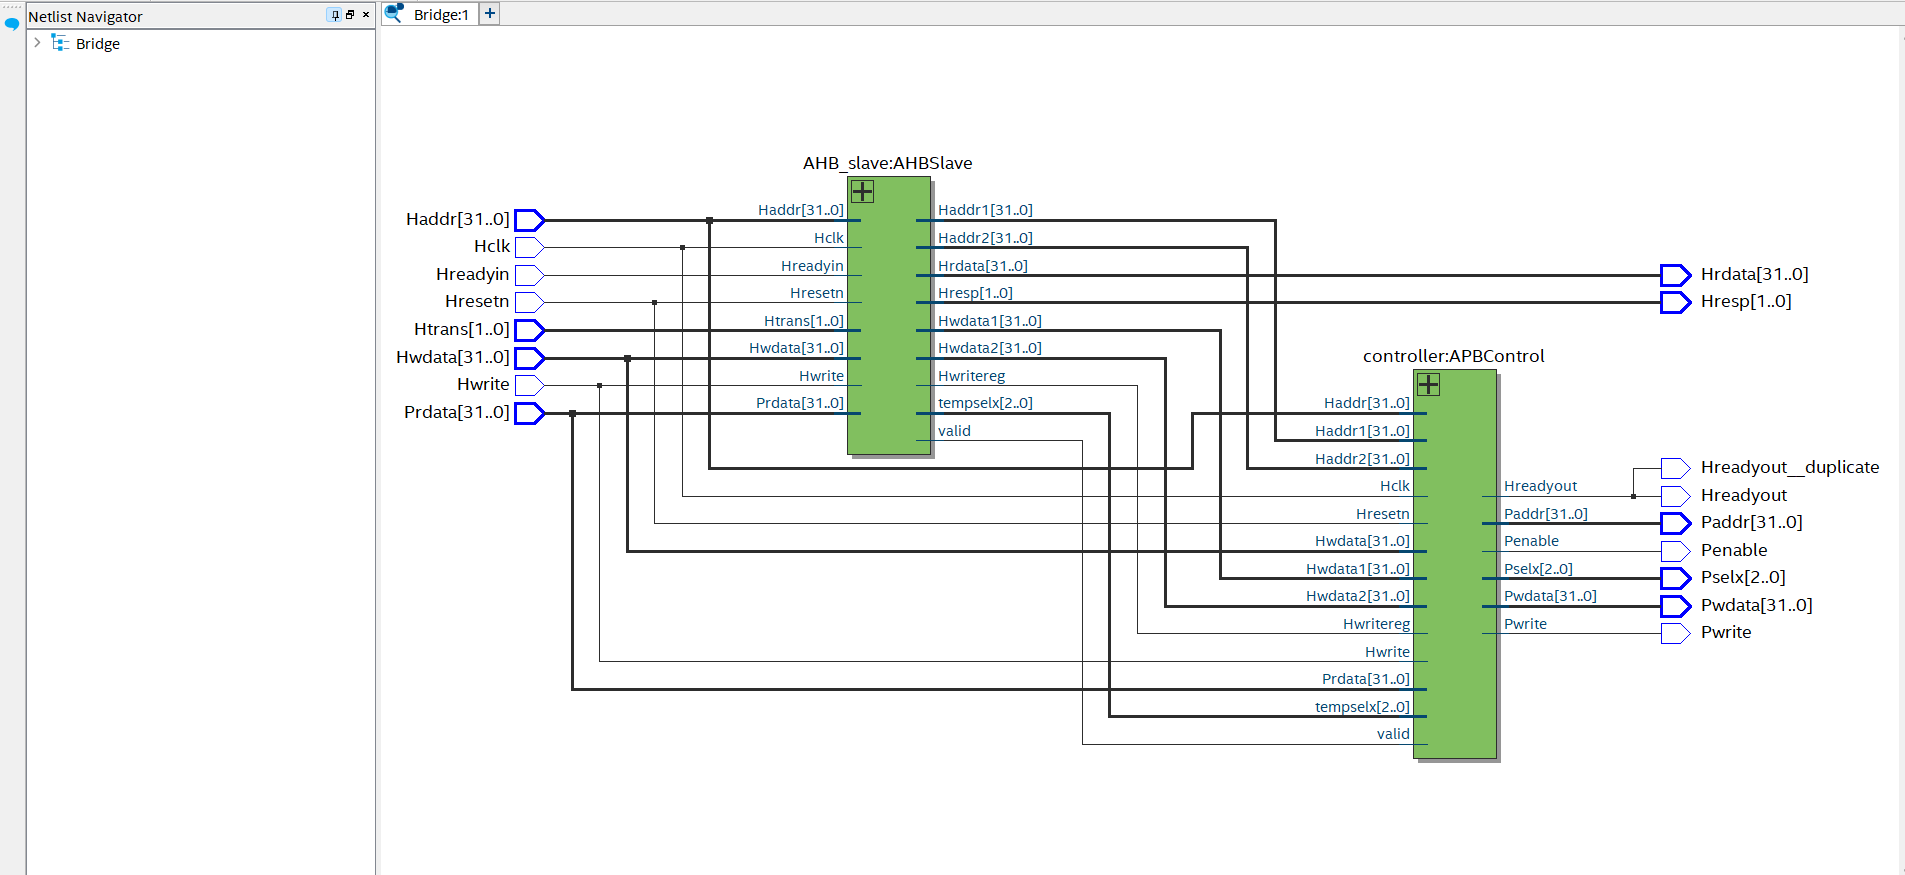 Netlist Navigator
Bridge
Bridge:1
AHB_slave:AHBSlave
Haddr[31..0]
Hclk
Hreadyin
Hresetn
Htrans[1..0]
Hwdata[31..0]
Hwrite
Prdata[31..0]
Haddr[31..0]
Hclk
Hreadyin
Hresetn
Htrans[1..0]
Hwdata[31..0]
Hwrite
Prdata[31..0]
Haddr1[31..0]
Haddr2[31..0]
Hrdata[31..0]
Hresp[1..0]
Hwdata1[31..0]
Hwdata2[31..0]
Hwritereg
tempselx[2..0]
valid
Hrdata[31..0]
Hresp[1..0]
controller:APBControl
Haddr[31..0]
Haddr1[31..0]
Haddr2[31..0]
Hclk
Hresetn
Hwdata[31..0]
Hwdata1[31..0]
Hwdata2[31..0]
Hwritereg
Hwrite
Prdata[31..0]
tempselx[2..0]
valid
Hreadyout
Paddr[31..0]
Penable
Pselx[2..0]
Pwdata[31..0]
Pwrite
Hreadyout__duplicate
Hreadyout
Paddr[31..0]
Penable
Pselx[2..0]
Pwdata[31..0]
Pwrite